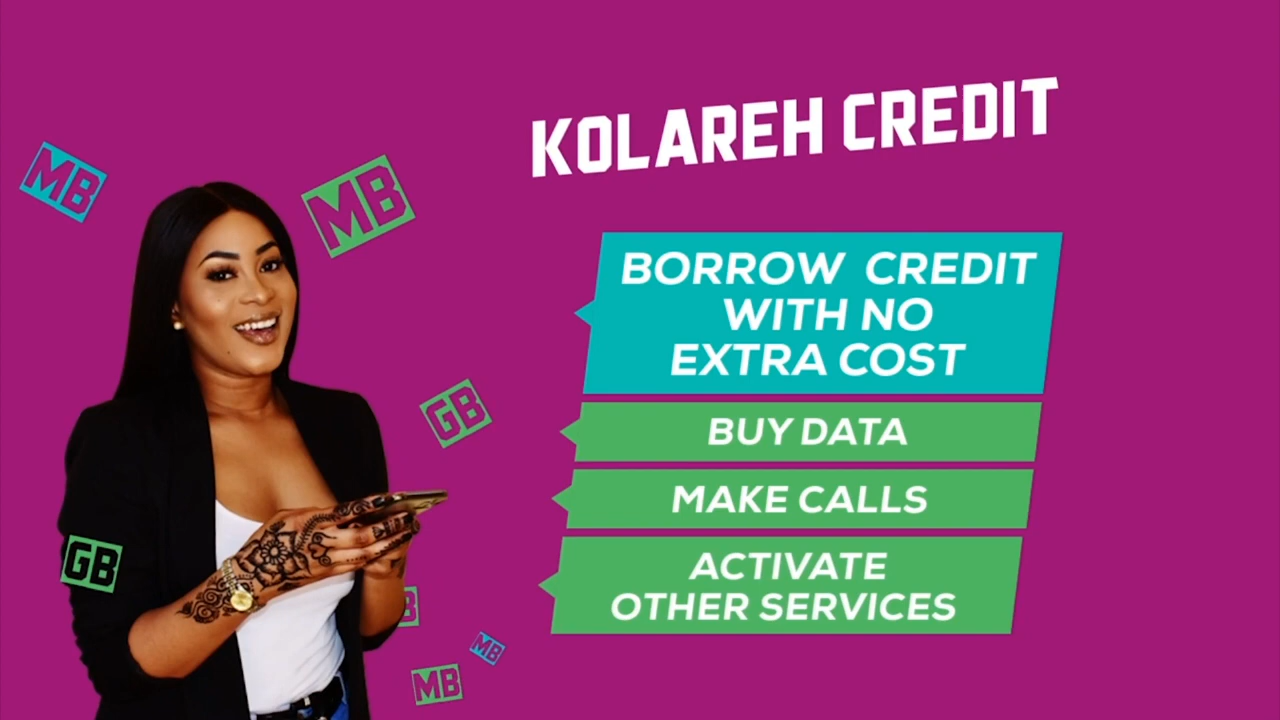 KOLAREH CREDIT
MB
MB
BORROW CREDIT
WITH NO
EXTRA COST
GB
BUY DATA
MAKE CALLS
GB
ACTIVATE
OTHER SERVICES
B
MB
MB